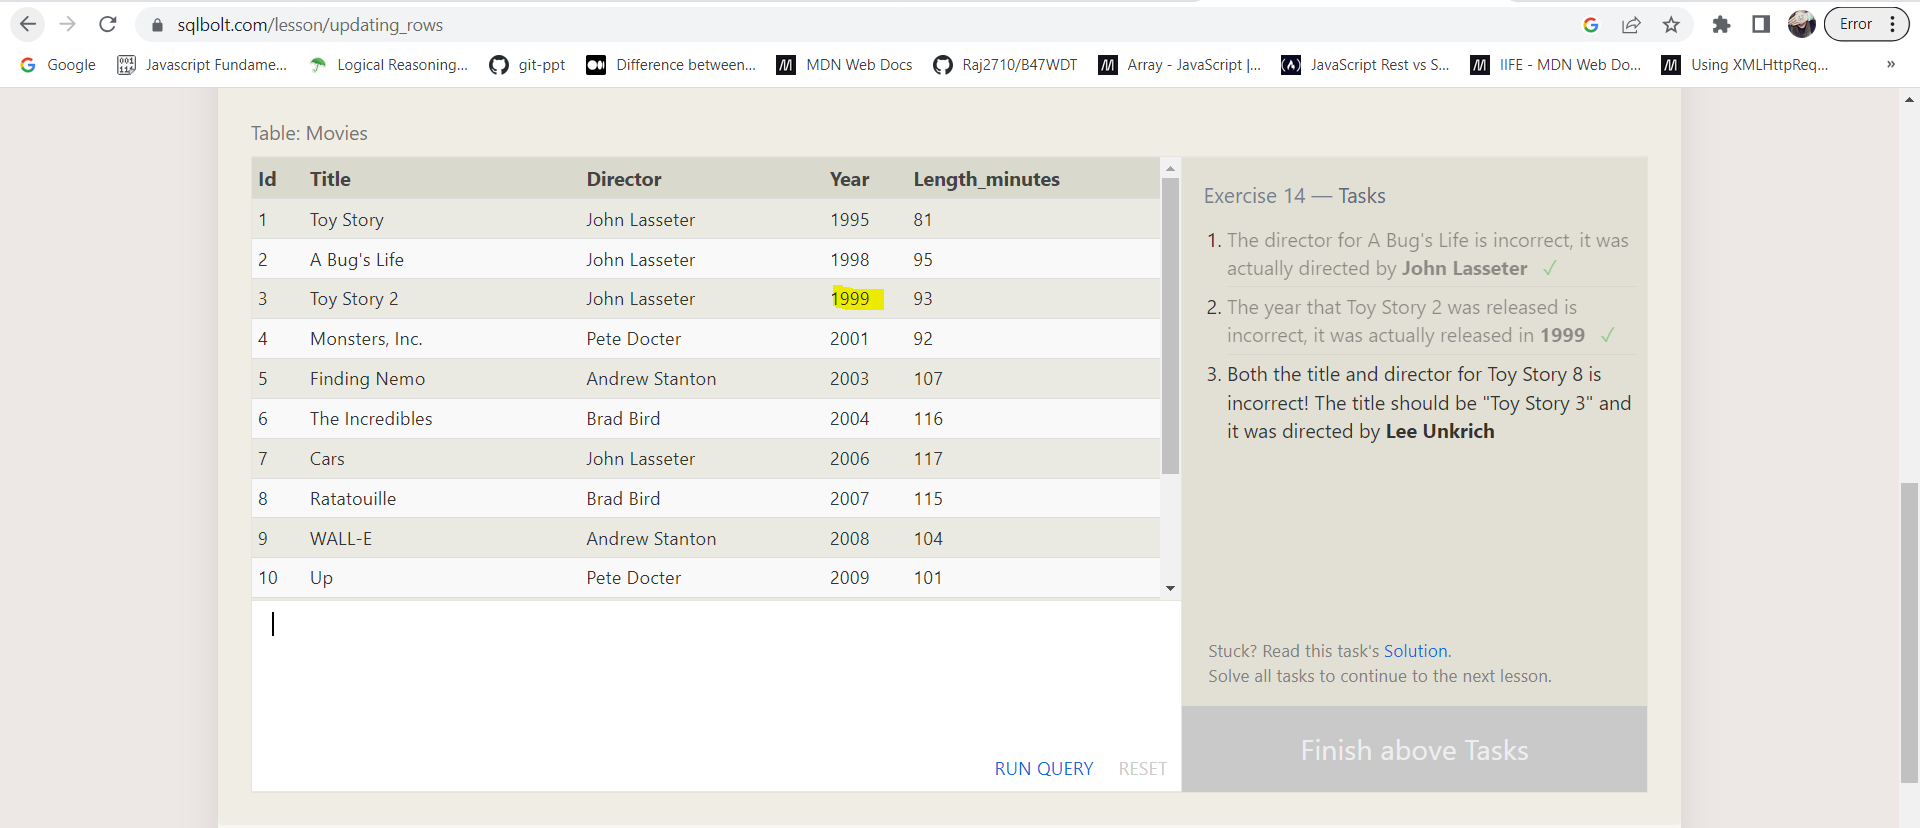 sqlbolt.com/lesson/updating_rows
Error
Google
Javascript Fundame...
Logical Reasoning...
git-ppt
Difference between...
MDN Web Docs
Raj2710/B47WDT
Array - JavaScript |...
JavaScript Rest vs S...
IIFE - MDN Web Do...
Using XMLHttpReq...
»
Table: Movies
Id Title Director Year Length_minutes
1 Toy Story John Lasseter 1995 81
2 A Bug's Life John Lasseter 1998 95
3 Toy Story 2 John Lasseter 1999 93
4 Monsters, Inc. Pete Docter 2001 92
5 Finding Nemo Andrew Stanton 2003 107
6 The Incredibles Brad Bird 2004 116
7 Cars John Lasseter 2006 117
8 Ratatouille Brad Bird 2007 115
9 WALL-E Andrew Stanton 2008 104
10 Up Pete Docter 2009 101
RUN QUERY RESET
Exercise 14 — Tasks
1. The director for A Bug's Life is incorrect, it was
actually directed by John Lasseter ✓
2. The year that Toy Story 2 was released is
incorrect, it was actually released in 1999 ✓
3. Both the title and director for Toy Story 8 is
incorrect! The title should be "Toy Story 3" and
it was directed by Lee Unkrich
Stuck? Read this task's Solution.
Solve all tasks to continue to the next lesson.
Finish above Tasks